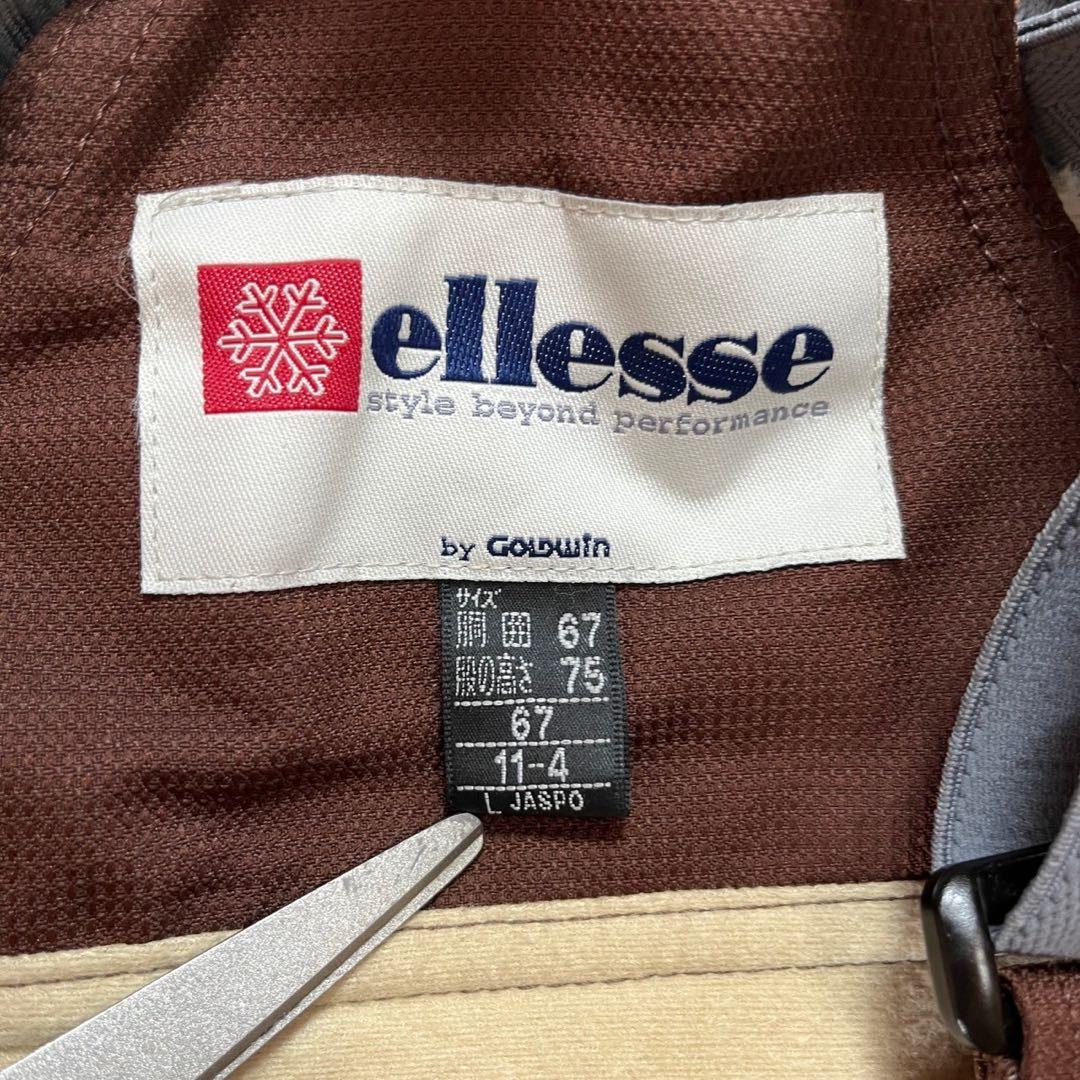 ellesse
style beyond performance
by GOLDWIN
サイズ
胴囲 67
股の高さ 75
67
11-4
L JASPO